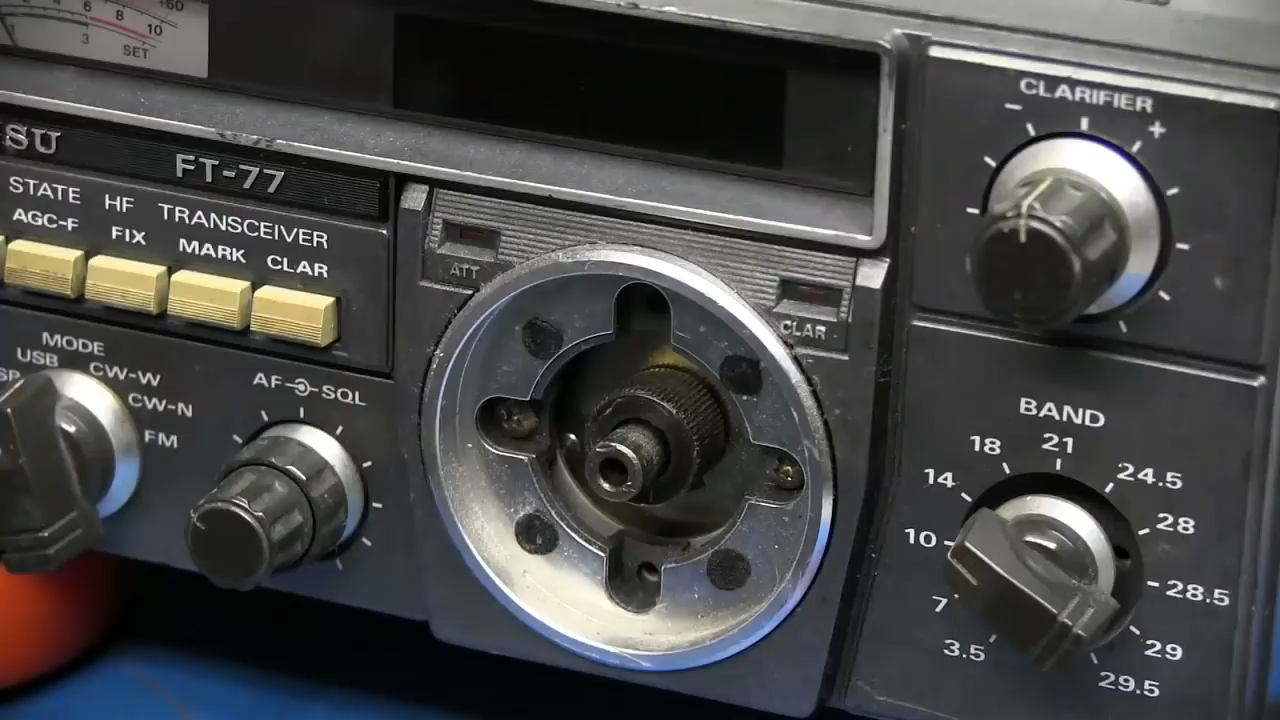 +60
4 6 8 10
3
SET
SU
FT-77
STATE HF TRANSCEIVER
AGC-F FIX MARK CLAR
ATT
CLAR
MODE
USB CW-W
CW-N
FM
AF SQL
CLARIFIER
− +
BAND
21
18 24.5
14 28
10 28.5
7 29
3.5 29.5